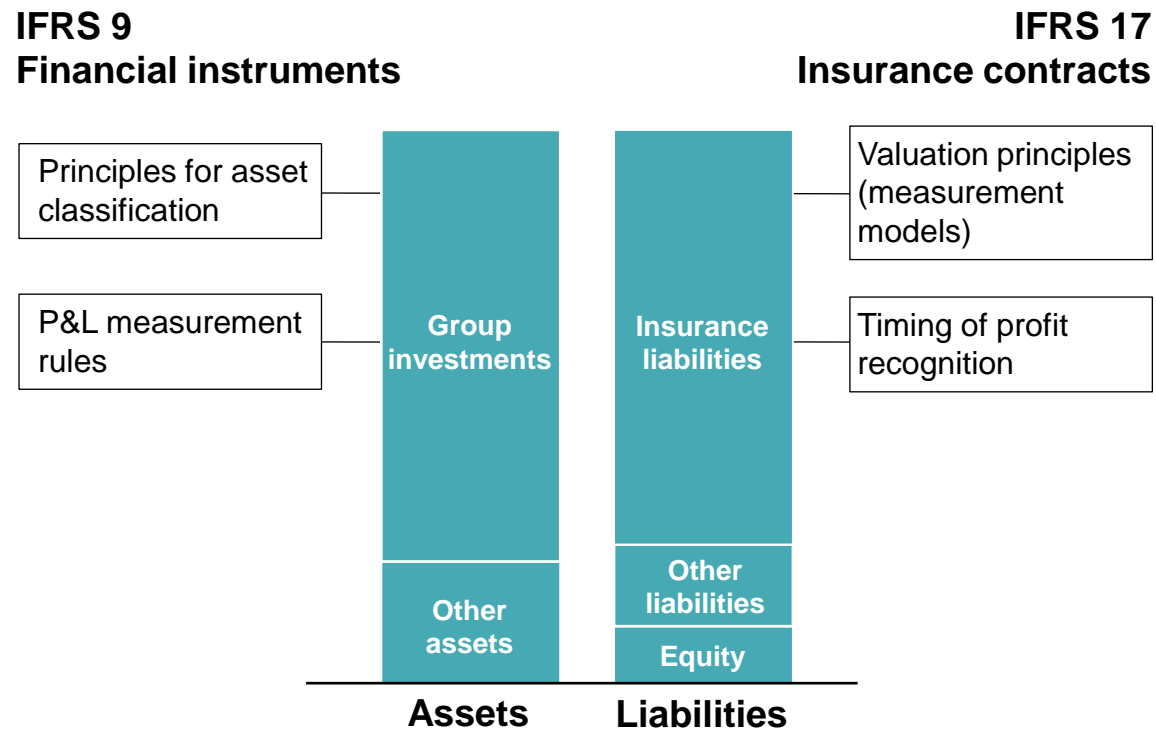 IFRS 9
Financial instruments
IFRS 17
Insurance contracts
Principles for asset
classification
P&L measurement
rules
Group
investments
Other
assets
Insurance
liabilities
Other
liabilities
Equity
Valuation principles
(measurement
models)
Timing of profit
recognition
Assets
Liabilities